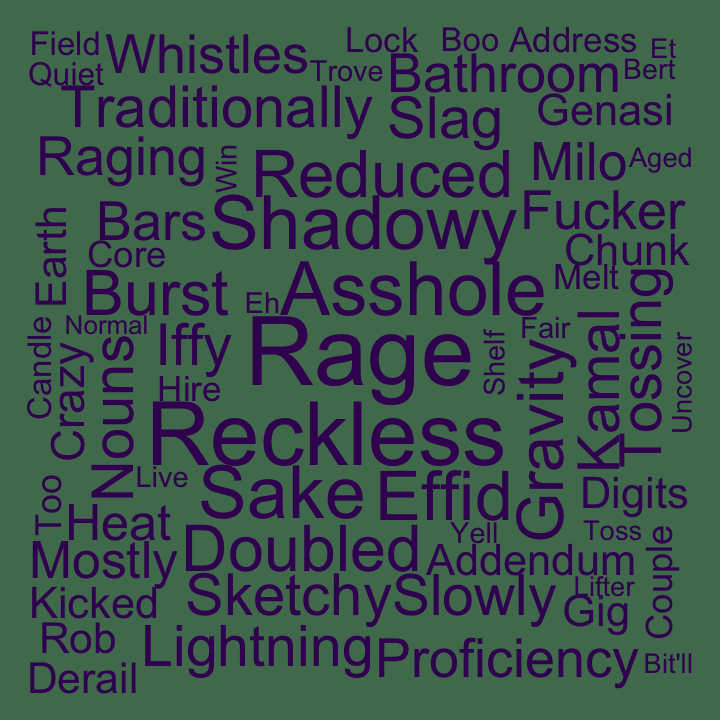 Field
Whistles
Lock
Boo
Address
Et
Quiet
Trove
Bathroom
Bert
Traditionally
Slag
Genasi
Raging
Win
Reduced
Milo
Aged
Bars
Shadowy
Fucker
Earth
Core
Chunk
Burst
Eh
Asshole
Melt
Tossing
Candle
Normal
Iffy
Rage
Shelf
Fair
Kamal
Uncover
Crazy
Nouns
Hire
Gravity
Reckless
Live
Sake
Effid
Digits
Too
Heat
Yell
Toss
Mostly
Doubled
Addendum
Couple
Kicked
Sketchy
Slowly
Lifter
Gig
Rob
Lightning
Proficiency
Bit'll
Derail